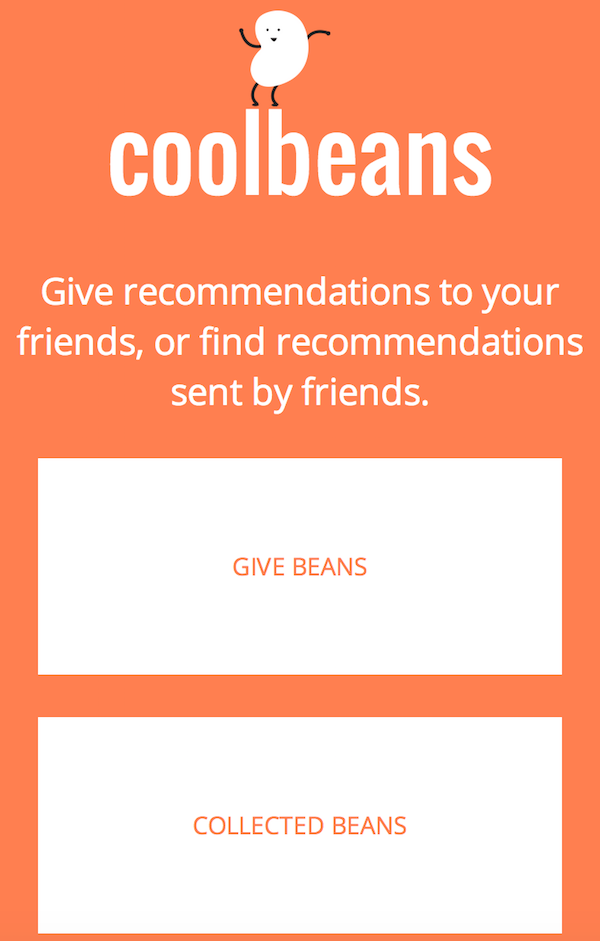 coolbeans
Give recommendations to your
friends, or find recommendations
sent by friends.
GIVE BEANS
COLLECTED BEANS